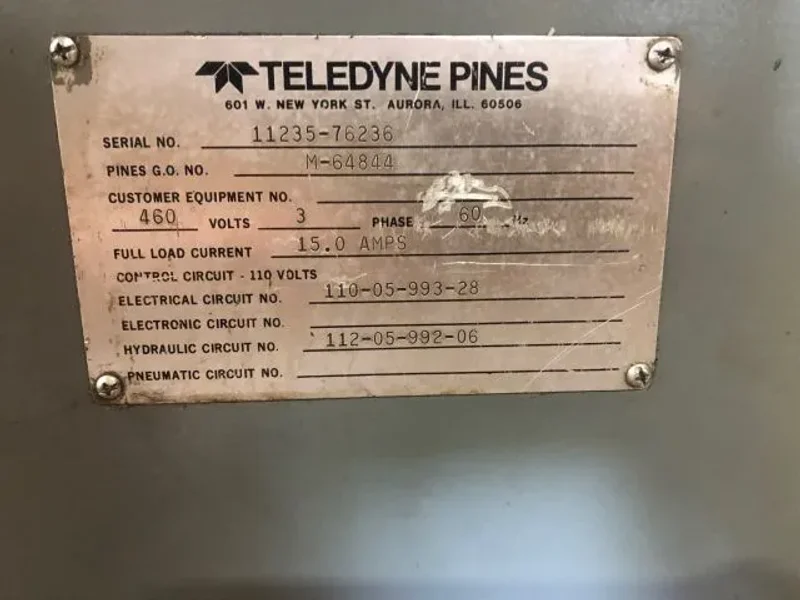 TELEDYNE PINES
601 W. NEW YORK ST. AURORA, ILL. 60506
SERIAL NO. 11235-76236
PINES G.O. NO. M-64844
CUSTOMER EQUIPMENT NO.
460 VOLTS 3 PHASE 60 Hz
FULL LOAD CURRENT 15.0 AMPS
CONTROL CIRCUIT - 110 VOLTS
ELECTRICAL CIRCUIT NO. 110-05-993-28
ELECTRONIC CIRCUIT NO.
HYDRAULIC CIRCUIT NO. 112-05-992-06
PNEUMATIC CIRCUIT NO.